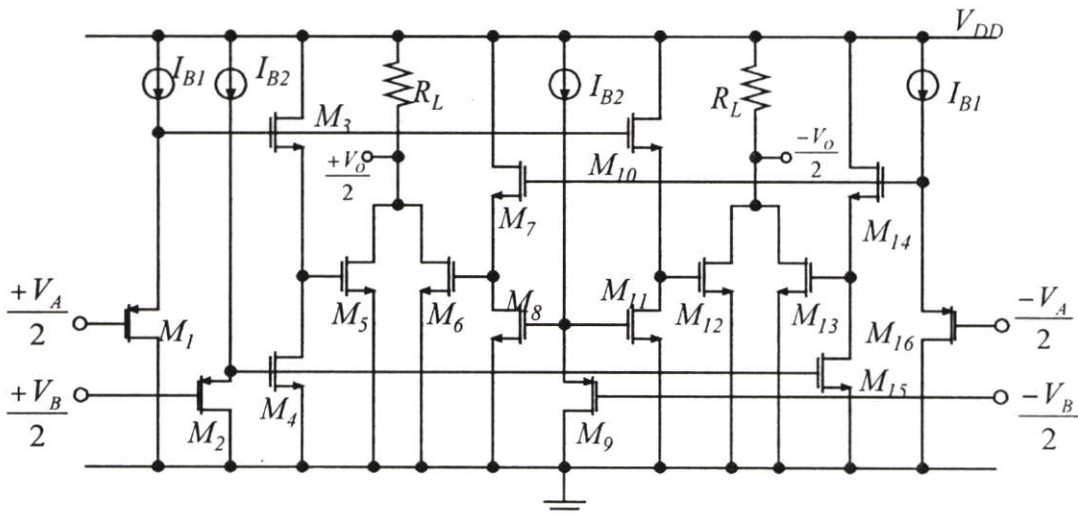 V_DD
I_B1 I_B2 I_B2 I_B1
R_L R_L
M_3
+V_O/2 M_10 -V_O/2
M_7 M_14
+V_A/2 M_1 M_5 M_6 M_8 M_11 M_12 M_13 M_16 -V_A/2
+V_B/2 M_2 M_4 M_9 M_15 -V_B/2